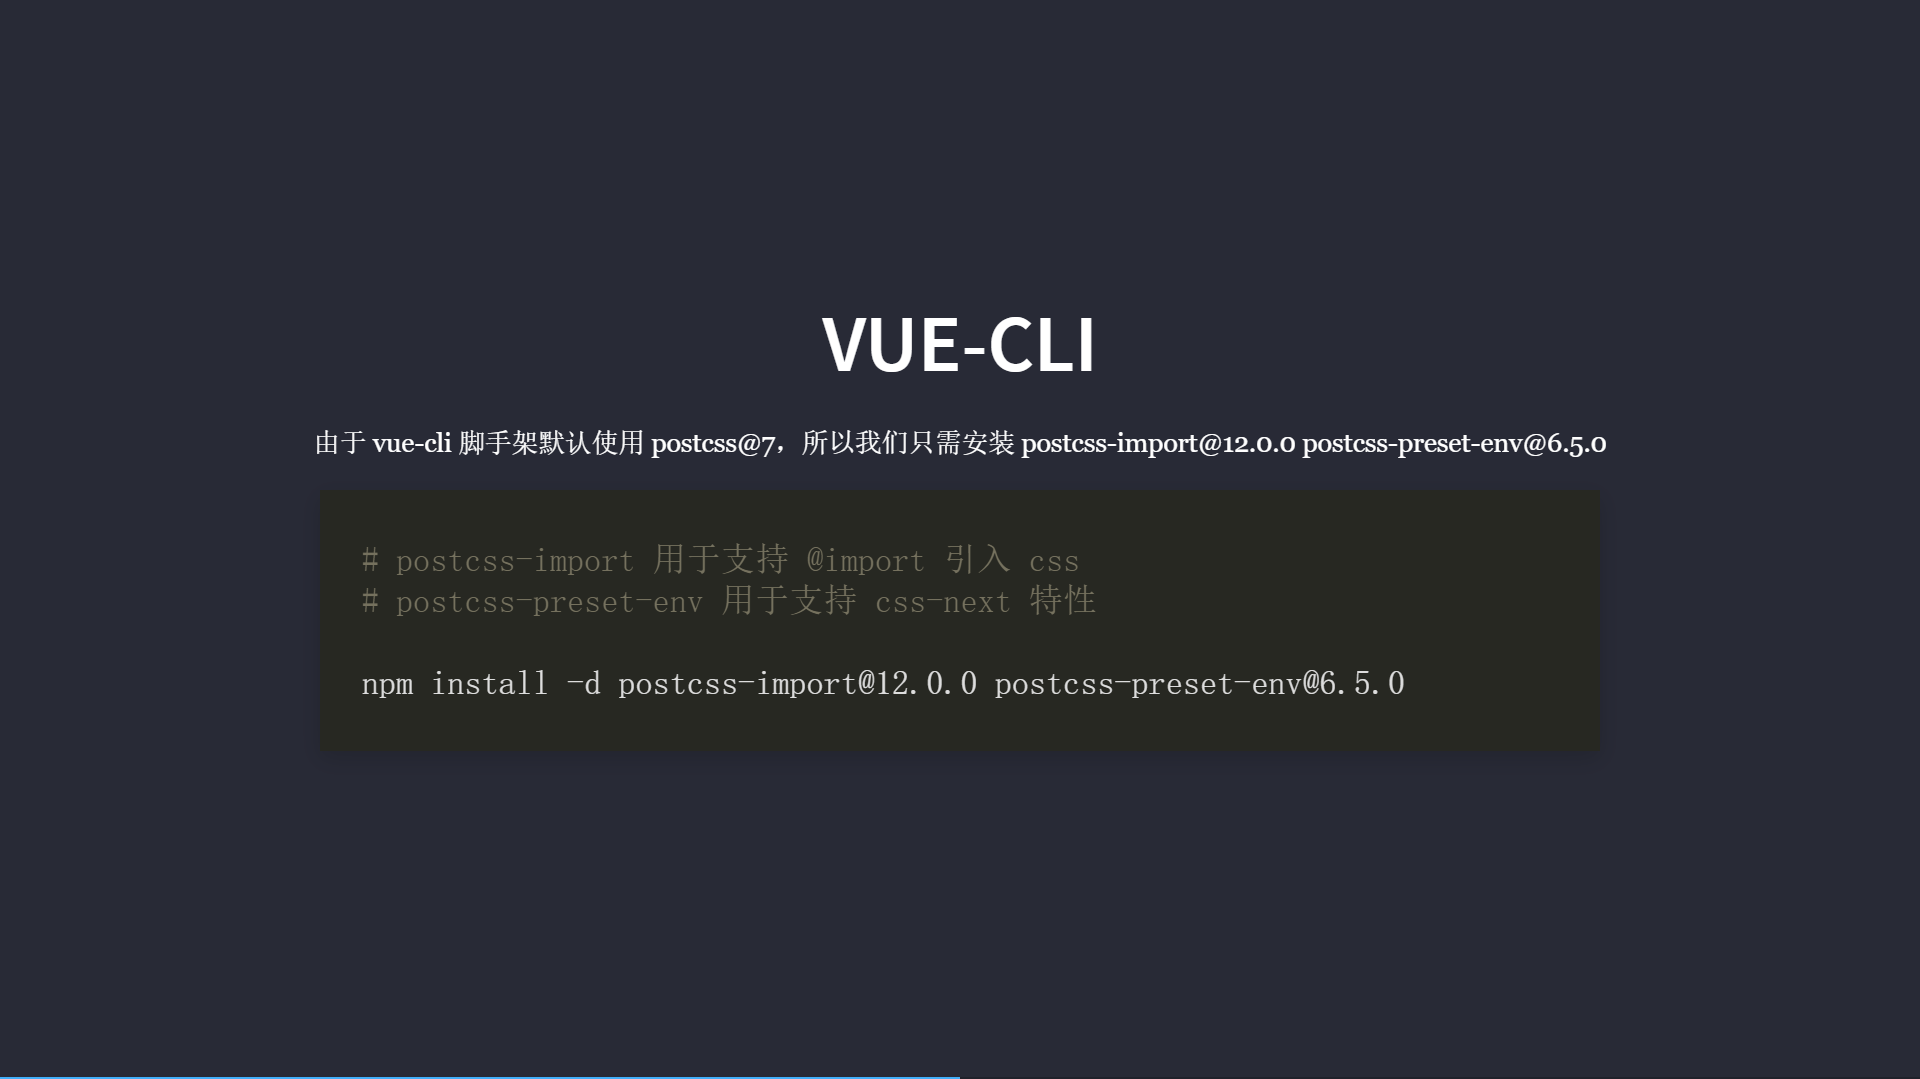 VUE-CLI
由于 vue-cli 脚手架默认使用 postcss@7，所以我们只需安装 postcss-import@12.0.0 postcss-preset-env@6.5.0
# postcss-import 用于支持 @import 引入 css
# postcss-preset-env 用于支持 css-next 特性
npm install -d postcss-import@12.0.0 postcss-preset-env@6.5.0